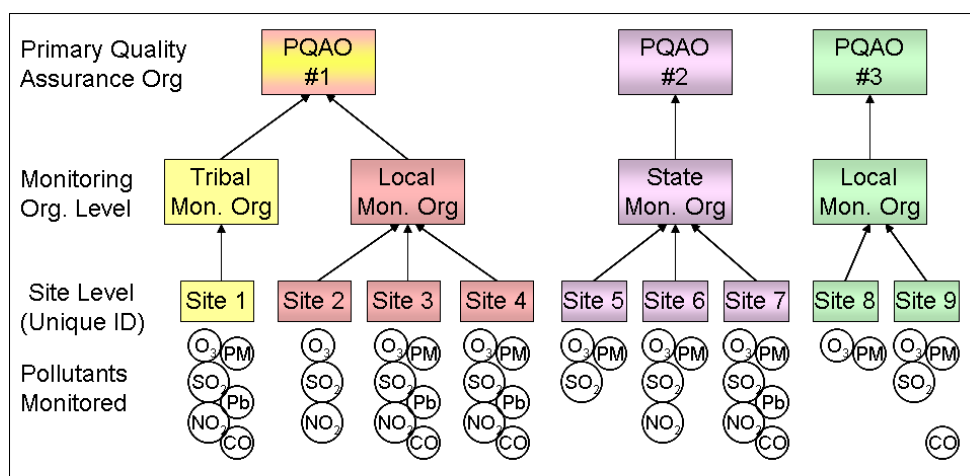 Primary Quality
Assurance Org
PQAO
#1
PQAO
#2
PQAO
#3
Monitoring
Org. Level
Tribal
Mon. Org
Local
Mon. Org
State
Mon. Org
Local
Mon. Org
Site Level
(Unique ID)
Site 1
Site 2
Site 3
Site 4
Site 5
Site 6
Site 7
Site 8
Site 9
Pollutants
Monitored
O3 PM
SO2
Pb
NO2
CO
O3
SO2
NO2
O3 PM
SO2
Pb
NO2
CO
O3 PM
SO2
Pb
NO2
CO
O3 PM
SO2
O3 PM
SO2
NO2
O3 PM
SO2
Pb
NO2
CO
O3 PM
O3 PM
SO2
CO